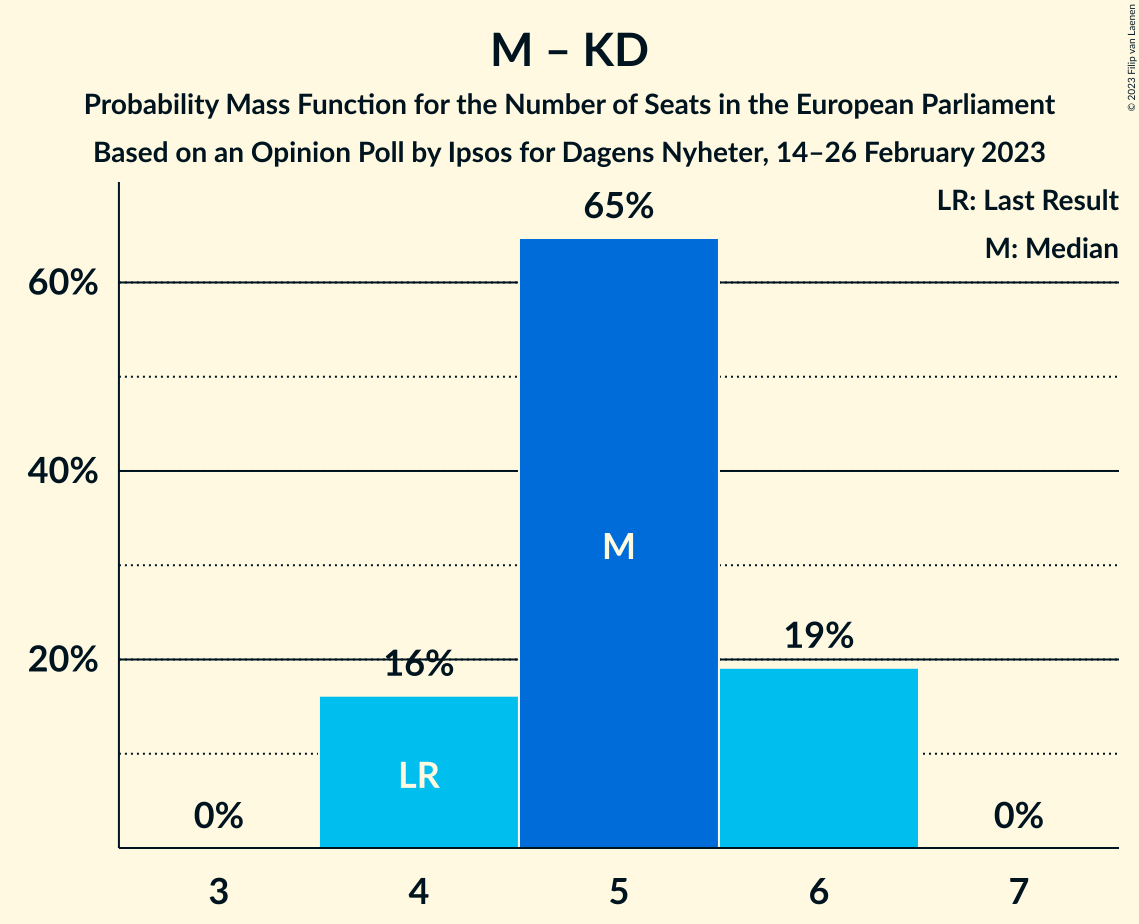 M – KD
Probability Mass Function for the Number of Seats in the European Parliament
Based on an Opinion Poll by Ipsos for Dagens Nyheter, 14–26 February 2023
© 2023 Filip van Laenen
LR: Last Result
M: Median
60%
40%
20%
0%
16%
65%
19%
0%
LR
M
3 4 5 6 7